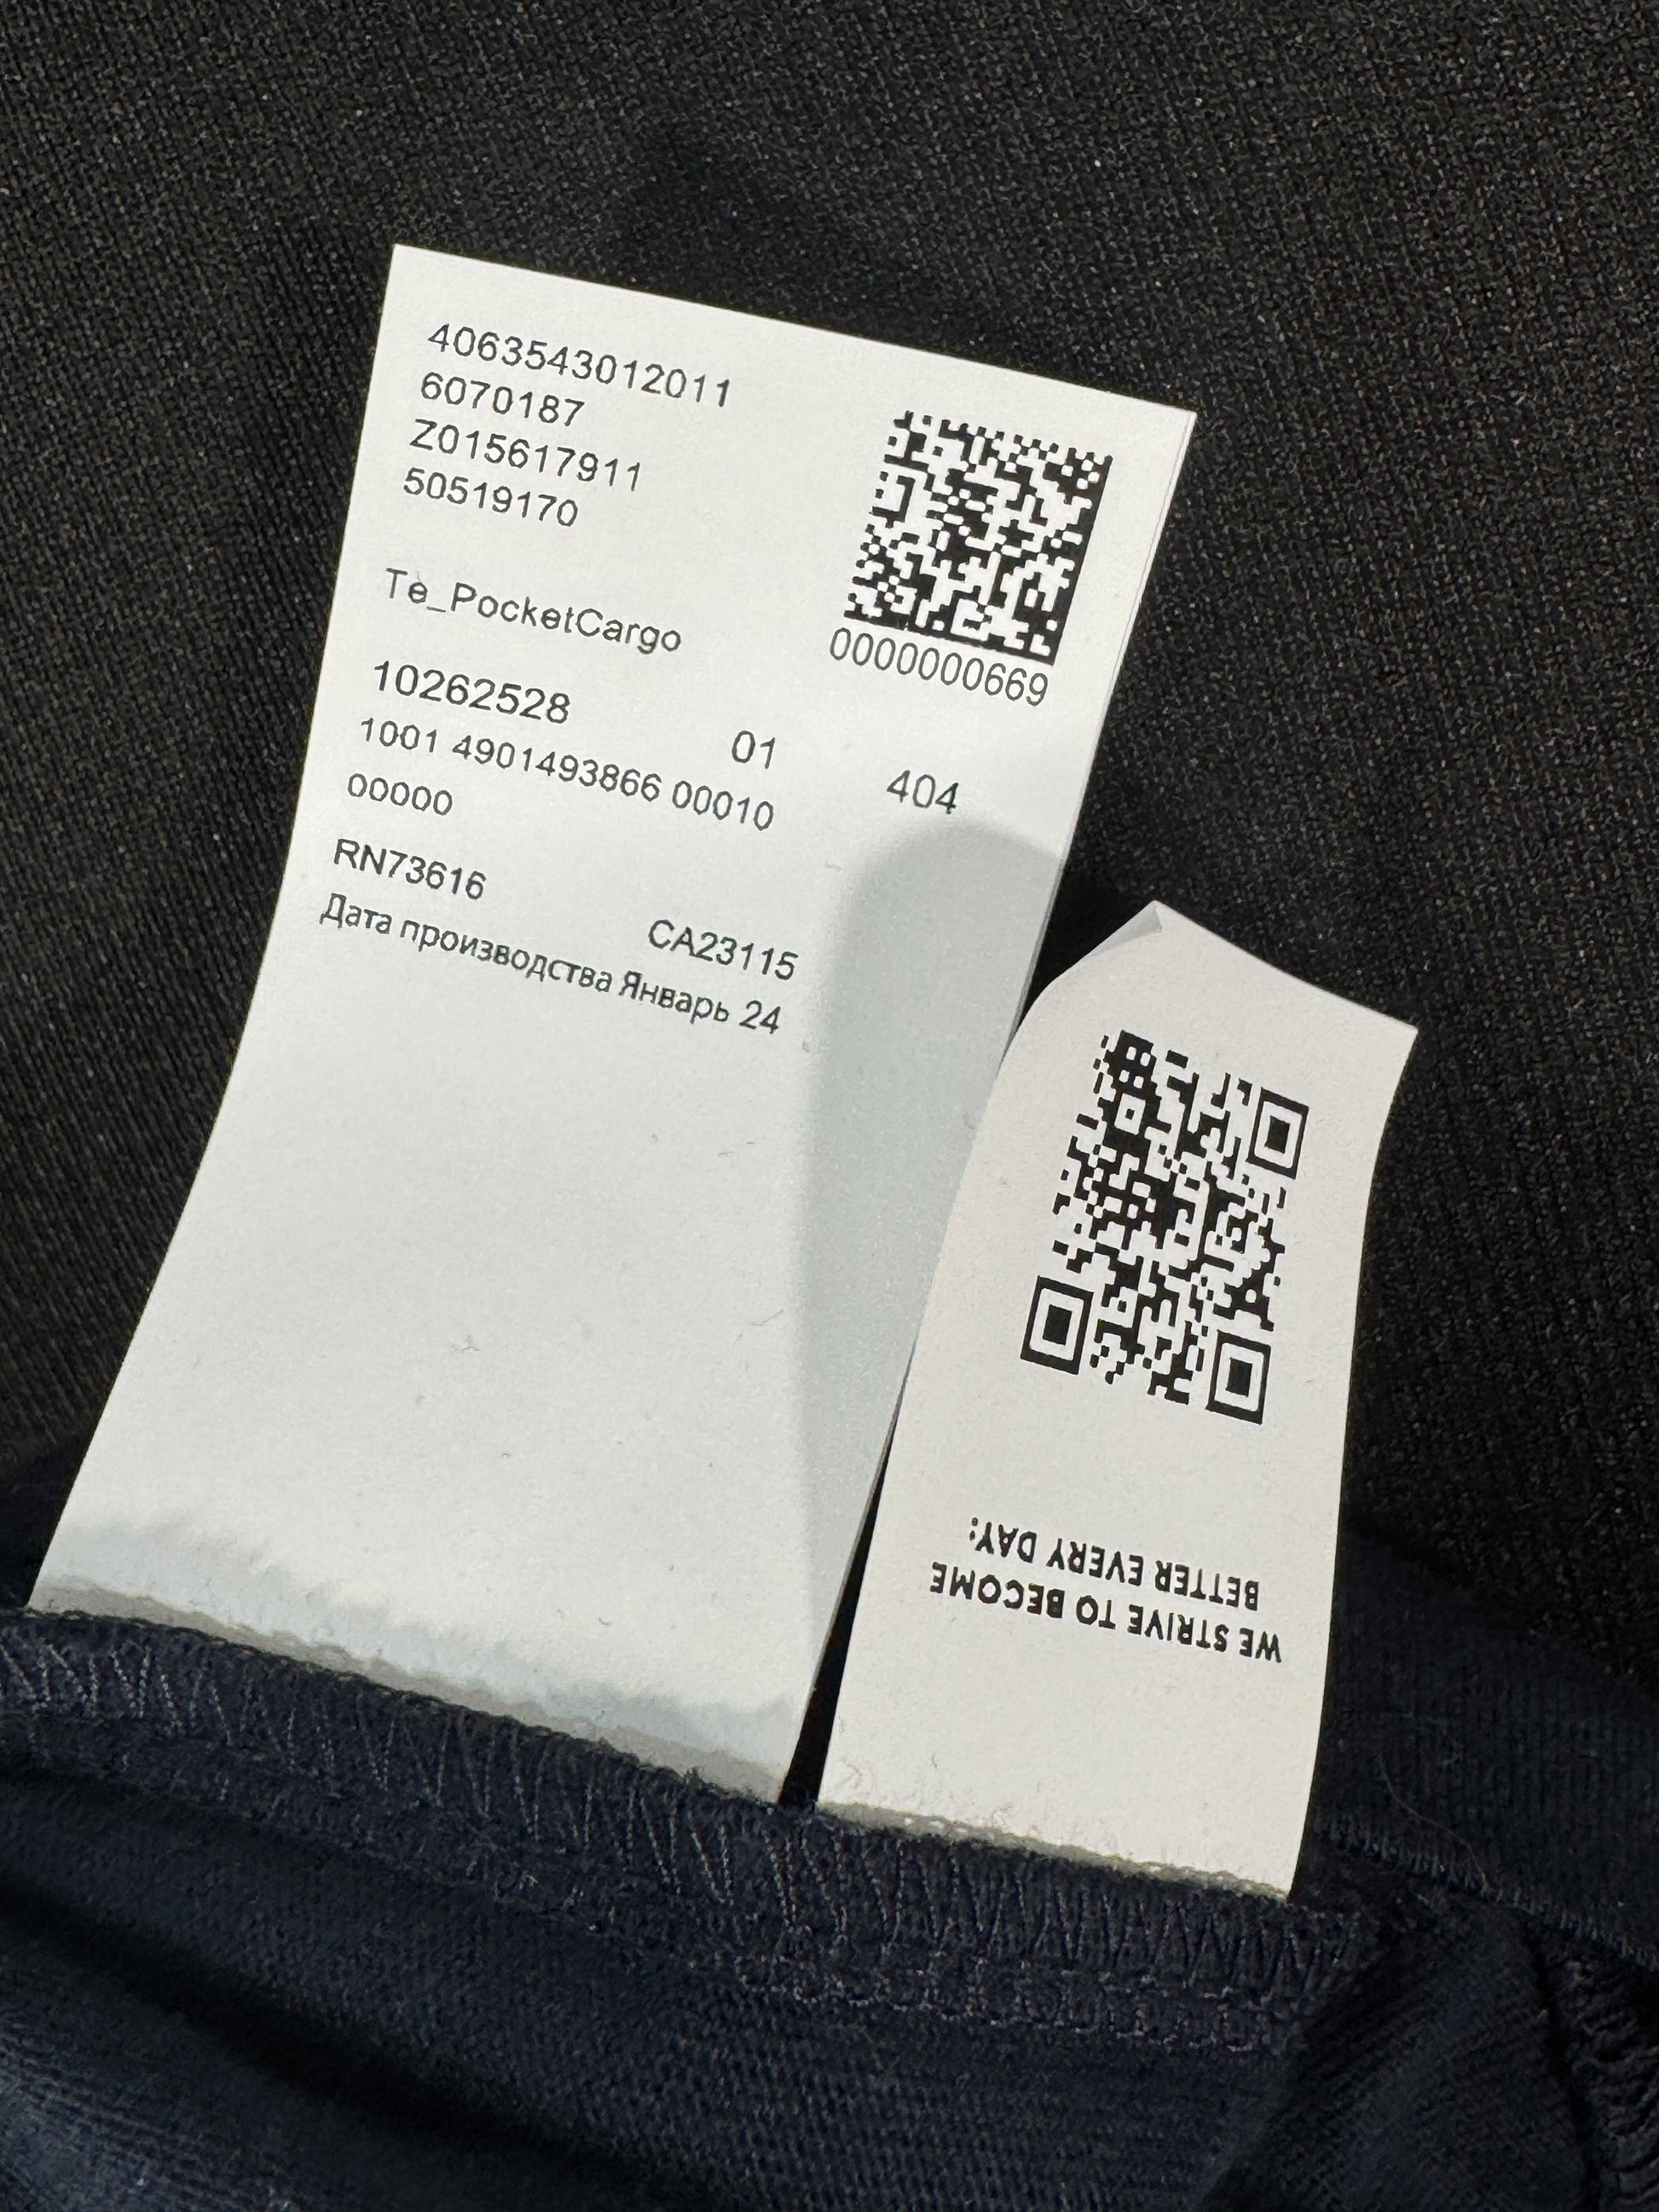 4063543012011
6070187
Z015617911
50519170
0000000669
Te_PocketCargo
10262528 01 404
1001 4901493866 00010
00000
RN73616 CA23115
Дата производства Январь 24
WE STRIVE TO BECOME
BETTER EVERY DAY: